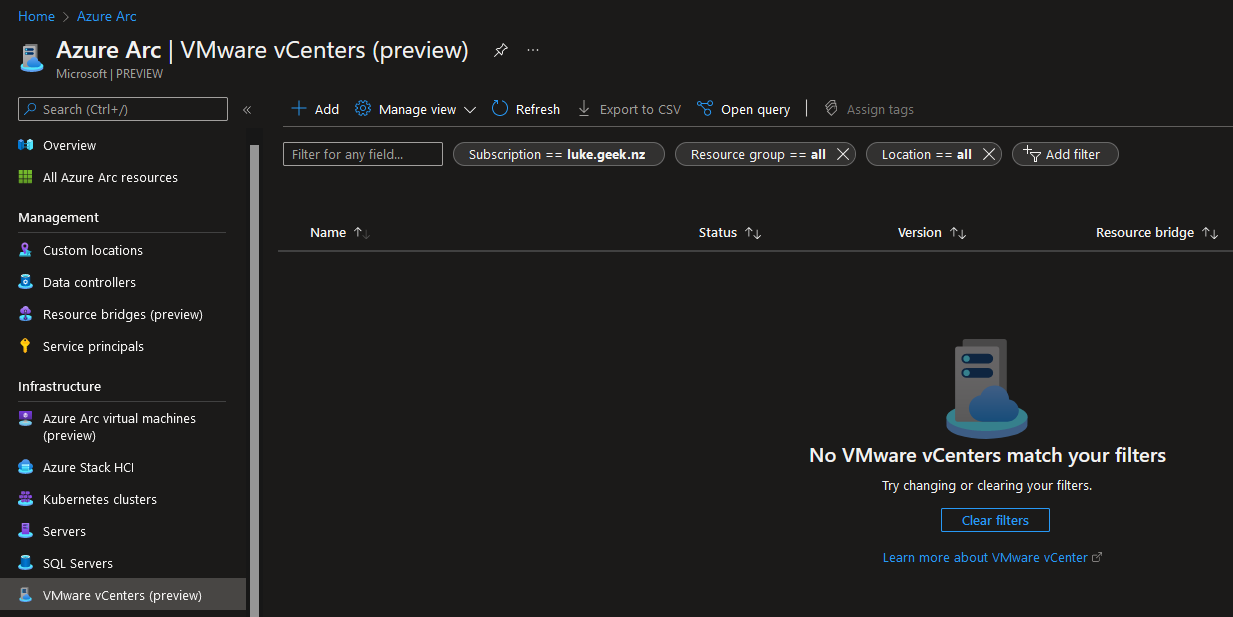 Home > Azure Arc
Azure Arc | VMware vCenters (preview) ...
Microsoft | PREVIEW
Search (Ctrl+/) «
Overview
All Azure Arc resources
Management
Custom locations
Data controllers
Resource bridges (preview)
Service principals
Infrastructure
Azure Arc virtual machines
(preview)
Azure Stack HCI
Kubernetes clusters
Servers
SQL Servers
VMware vCenters (preview)
+ Add Manage view Refresh Export to CSV Open query | Assign tags
Filter for any field... Subscription == luke.geek.nz Resource group == all Location == all Add filter
Name ↑↓ Status ↑↓ Version ↑↓ Resource bridge ↑↓
No VMware vCenters match your filters
Try changing or clearing your filters.
Clear filters
Learn more about VMware vCenter